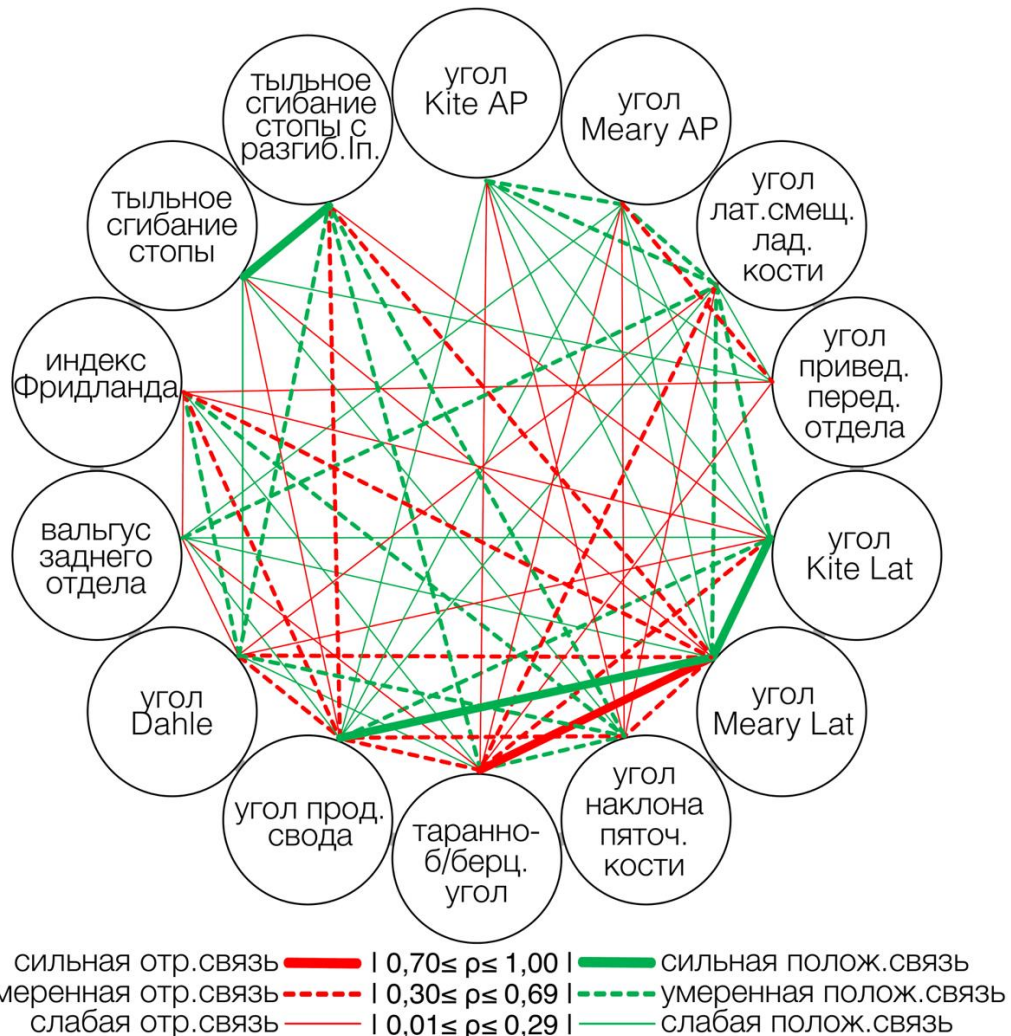 угол
Kite AP
угол
Meary AP
угол
лат.смещ.
лад.
кости
угол
привед.
перед.
отдела
угол
Kite Lat
угол
Meary Lat
угол
наклона
пяточ.
кости
таранно-
б/берц.
угол
угол прод.
свода
угол
Dahle
вальгус
заднего
отдела
индекс
Фридланда
тыльное
сгибание
стопы
тыльное
сгибание
стопы с
разгиб.Iп.
сильная отр.связь | 0,70≤ ρ≤ 1,00 | сильная полож.связь
меренная отр.связь | 0,30≤ ρ≤ 0,69 | умеренная полож.связь
слабая отр.связь | 0,01≤ ρ≤ 0,29 | слабая полож.связь